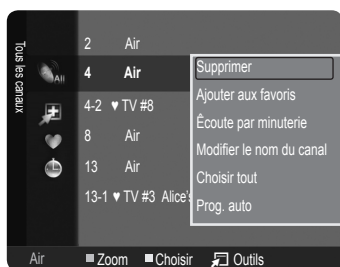 Tous les canaux
All
2 Air
4 Air
4-2 ♥ TV #8
8 Air
13 Air
13-1 ♥ TV #3 Alice's
Supprimer
Ajouter aux favoris
Écoute par minuterie
Modifier le nom du canal
Choisir tout
Prog. auto
Air Zoom Choisir Outils